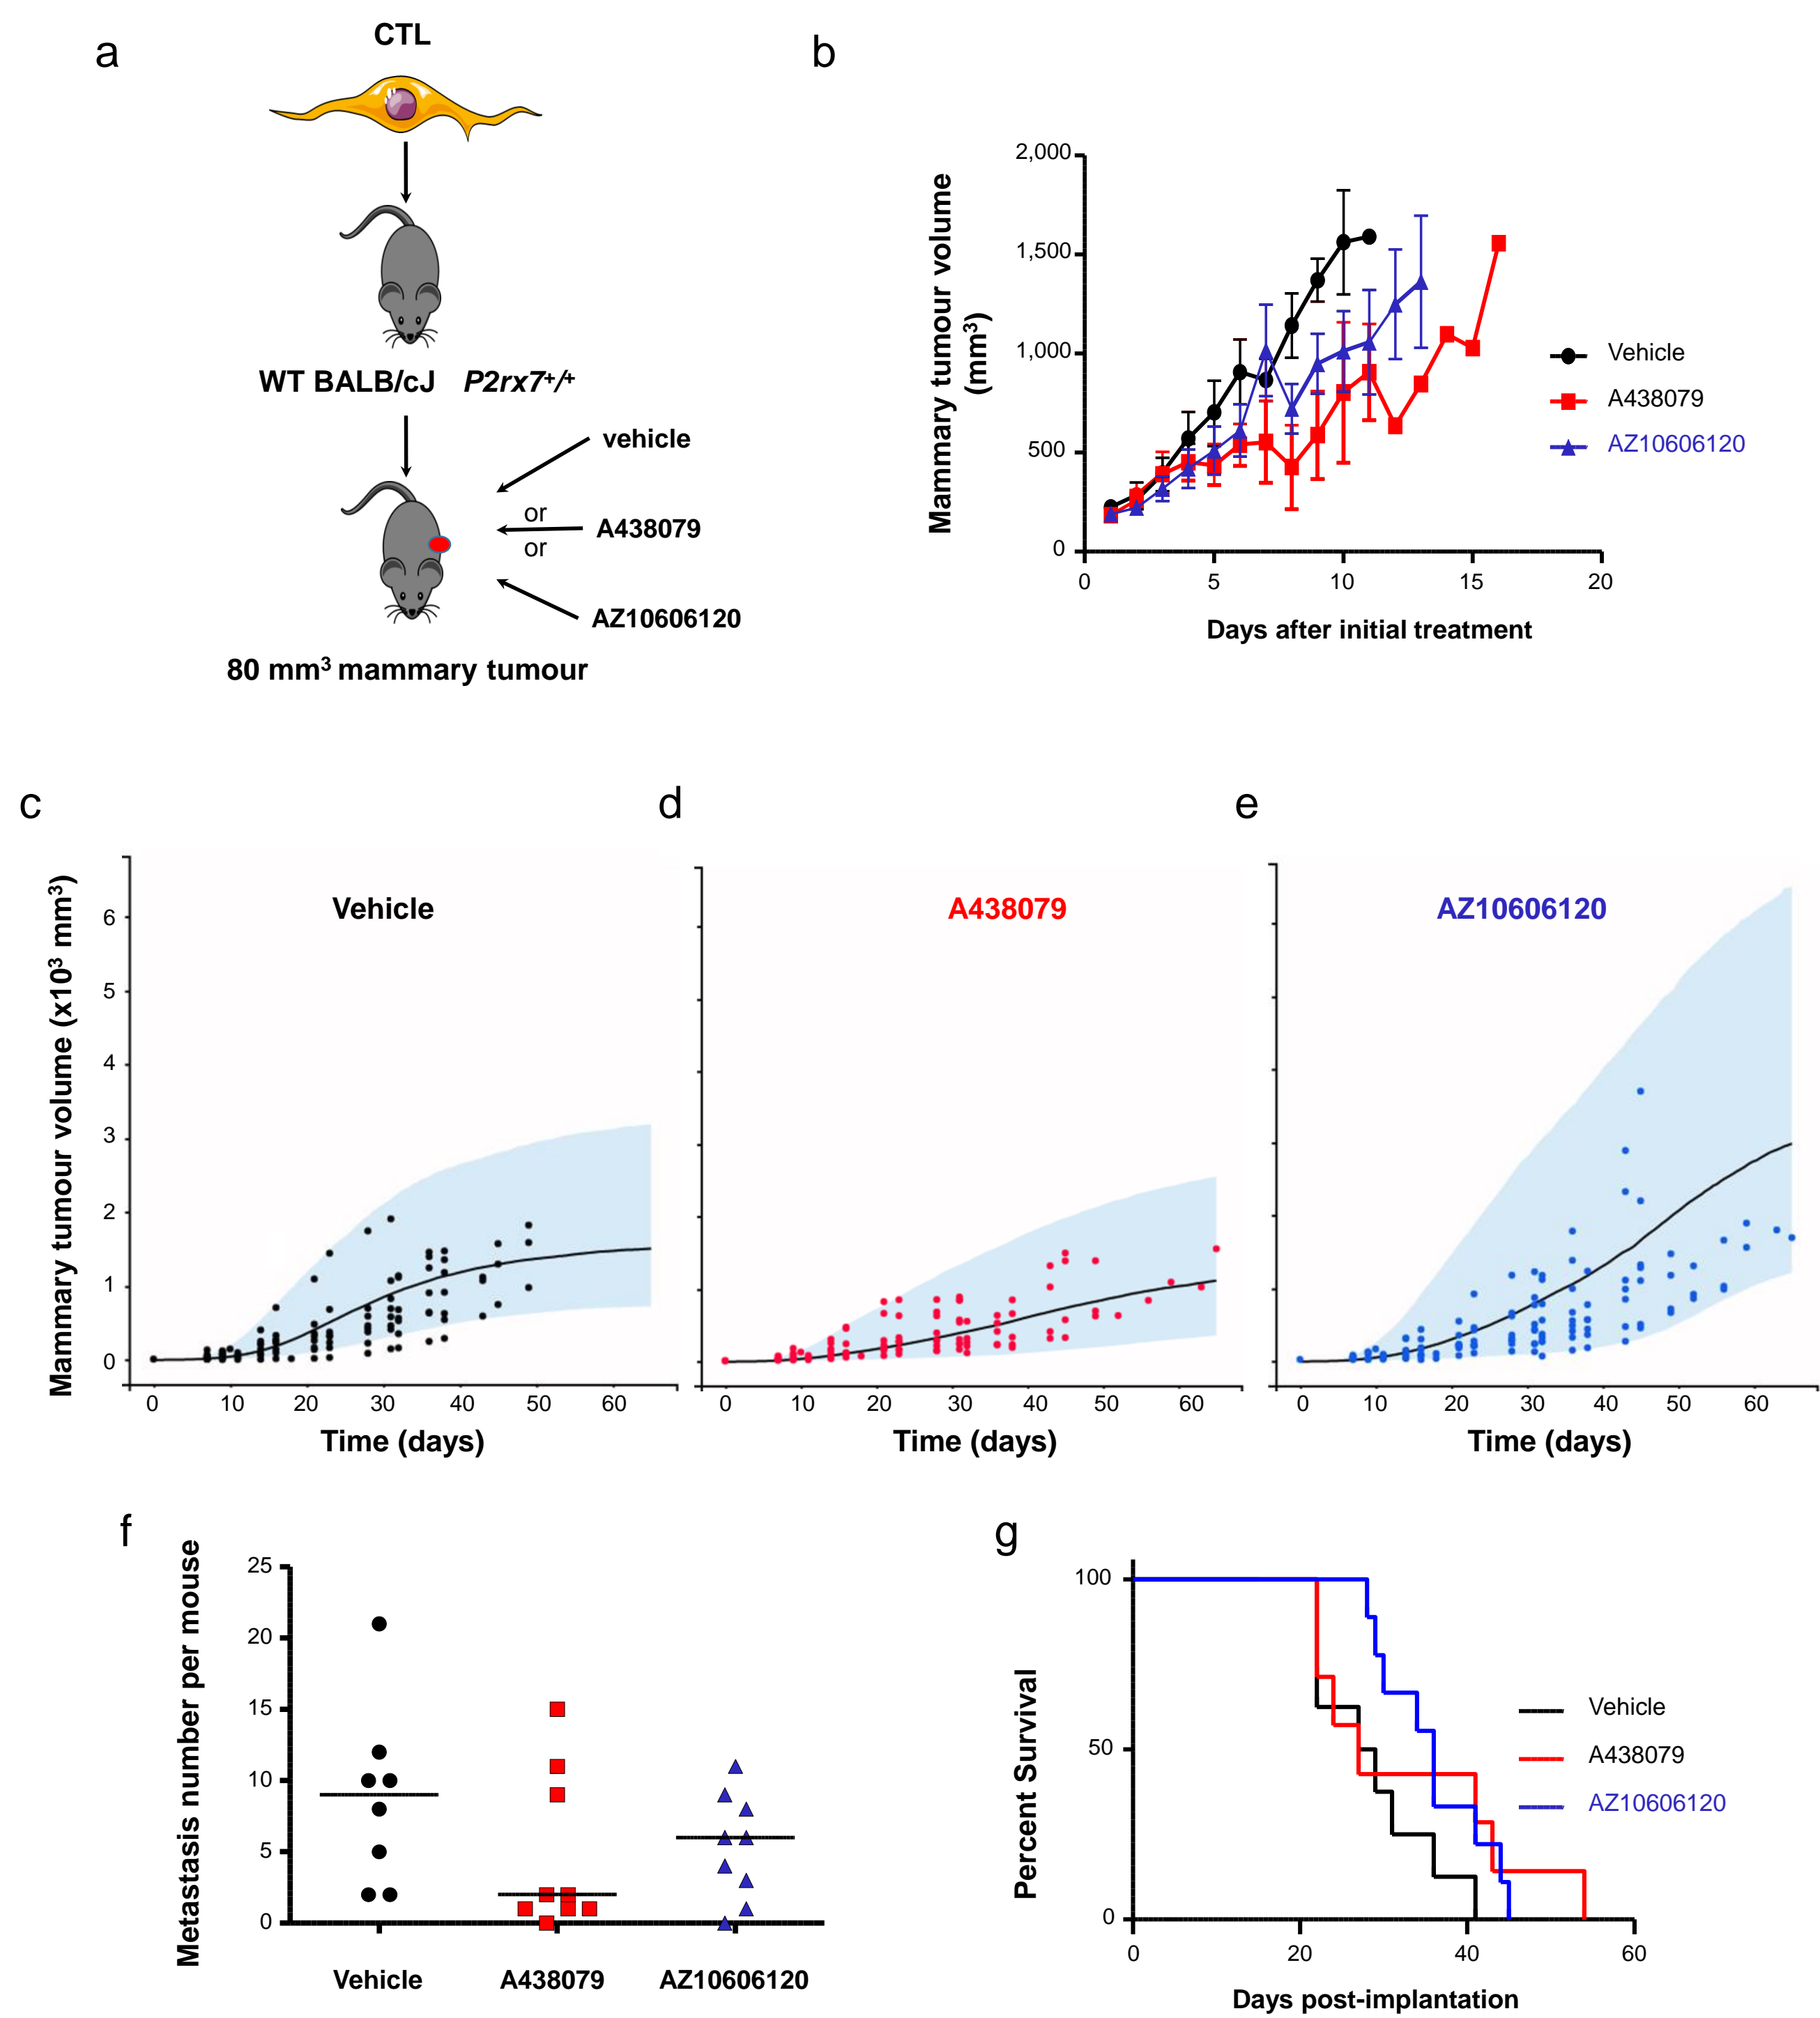 a
CTL
WT BALB/cJ P2rx7+/+
vehicle
or
A438079
or
AZ10606120
80 mm3 mammary tumour
b
Mammary tumour volume
(mm3)
2,000
1,500
1,000
500
0
0 5 10 15 20
Days after initial treatment
Vehicle
A438079
AZ10606120
c
Mammary tumour volume (x103 mm3)
Vehicle
6
5
4
3
2
1
0
0 10 20 30 40 50 60
Time (days)
d
A438079
0 10 20 30 40 50 60
Time (days)
e
AZ10606120
0 10 20 30 40 50 60
Time (days)
f
Metastasis number per mouse
25
20
15
10
5
0
Vehicle A438079 AZ10606120
g
Percent Survival
100
50
0
0 20 40 60
Days post-implantation
Vehicle
A438079
AZ10606120